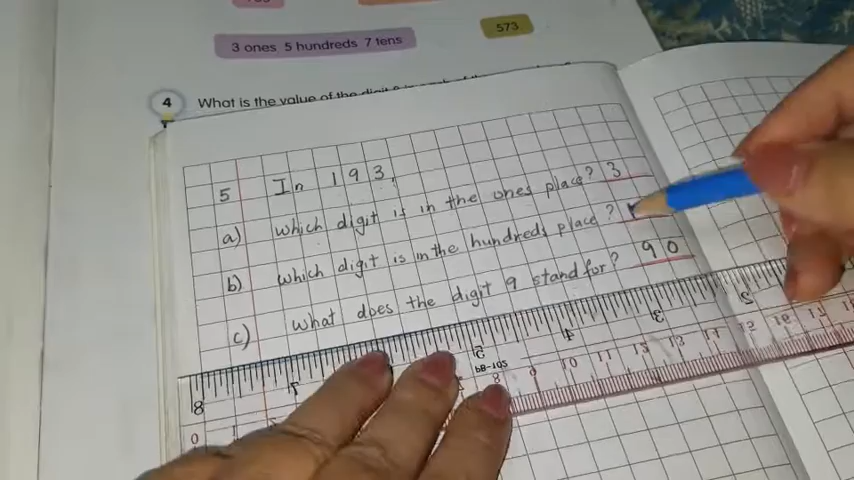 3 ones 5 hundreds 7 tens
573
4 What is the value of the digit
5 In 193,
a) which digit is in the ones place? 3
b) which digit is in the hundreds place?
c) what does the digit 9 stand for? 90